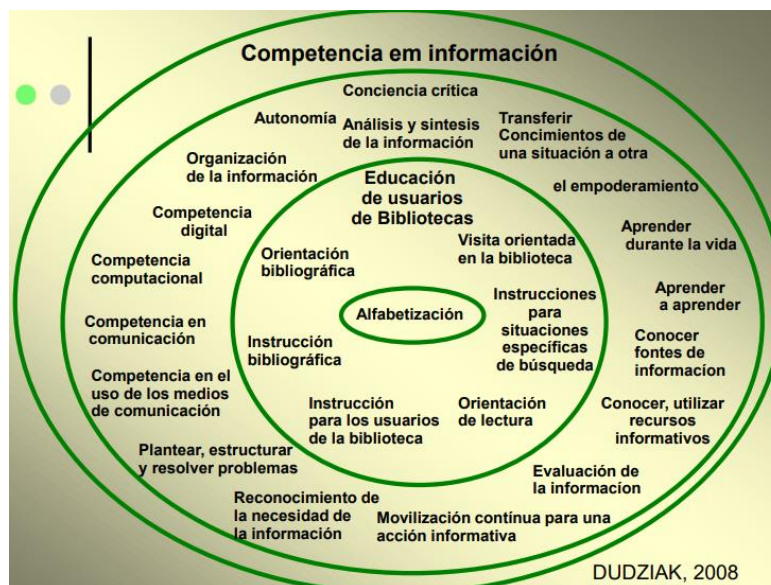 Competencia em información
Conciencia crítica
Autonomía
Análisis y sintesis
de la información
Transferir
Concimientos de
una situación a otra
Organización
de la información
Educación
de usuarios
de Bibliotecas
el empoderamiento
Competencia
digital
Visita orientada
en la biblioteca
Aprender
durante la vida
Orientación
bibliográfica
Competencia
computacional
Aprender
a aprender
Alfabetización
Instrucciones
para
situaciones
específicas
de búsqueda
Competencia en
comunicación
Instrucción
bibliográfica
Conocer
fontes de
informacíon
Competencia en el
uso de los medios
de comunicación
Instrucción
para los usuarios
de la biblioteca
Orientación
de lectura
Conocer, utilizar
recursos
informativos
Plantear, estructurar
y resolver problemas
Evaluación de
la informacíon
Reconocimiento de
la necesidad de
la información
Movilización contínua para una
acción informativa
DUDZIAK, 2008